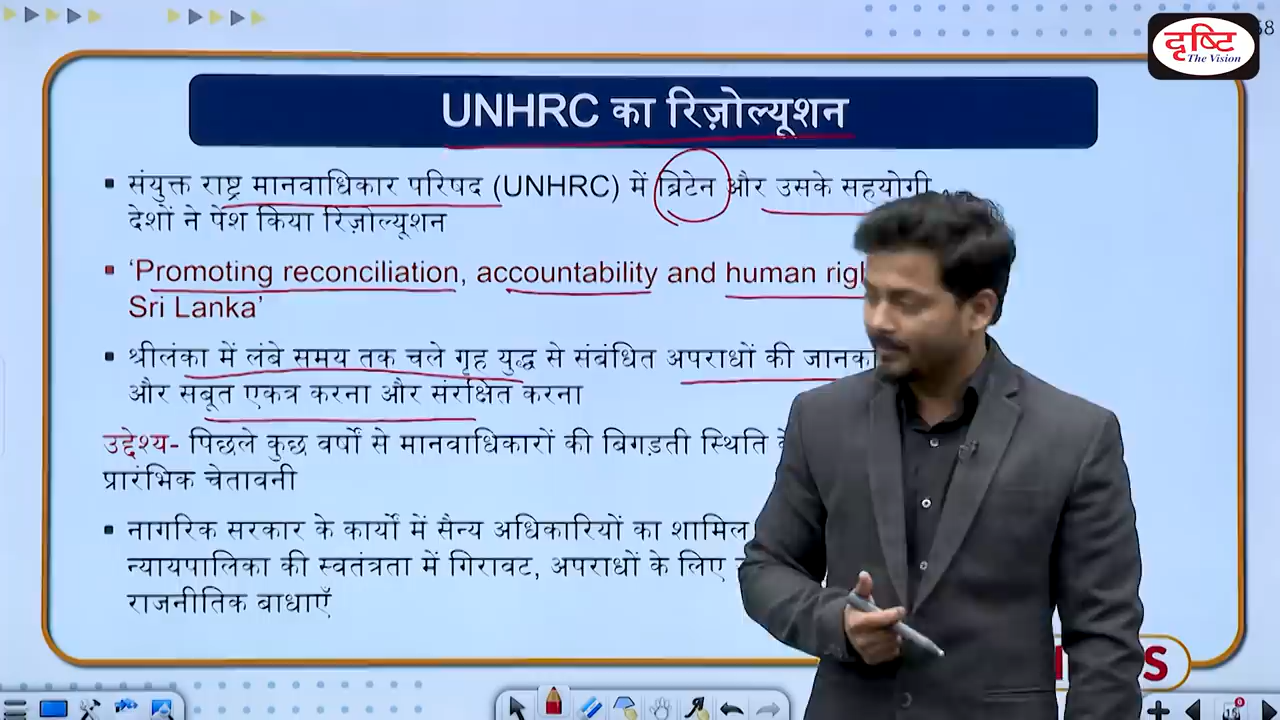 58
दृष्टि
The Vision
UNHRC का रिज़ोल्यूशन
संयुक्त राष्ट्र मानवाधिकार परिषद (UNHRC) में ब्रिटेन और उसके सहयोगी
देशों ने पेश किया रिज़ोल्यूशन
‘Promoting reconciliation, accountability and human
Sri Lanka’
श्रीलंका में लंबे समय तक चले गृह युद्ध से संबंधित अपराधों की
और सबूत एकत्र करना और संरक्षित करना
उद्देश्य- पिछले कुछ वर्षों से मानवाधिकारों की बिगड़ती स्थिति
प्रारंभिक चेतावनी
नागरिक सरकार के कार्यों में सैन्य अधिकारियों का शामिल
न्यायपालिका की स्वतंत्रता में गिरावट, अपराधों के लिए
राजनीतिक बाधाएँ